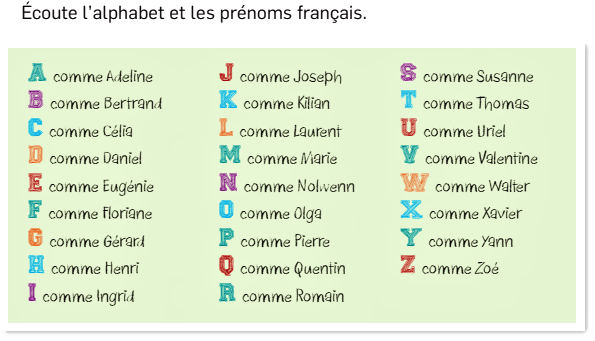 Écoute l'alphabet et les prénoms français.
A comme Adeline
B comme Bertrand
C comme Célia
D comme Daniel
E comme Eugénie
F comme Floriane
G comme Gérard
H comme Henri
I comme Ingrid
J comme Joseph
K comme Kilian
L comme Laurent
M comme Marie
N comme Nolwenn
O comme Olga
P comme Pierre
Q comme Quentin
R comme Romain
S comme Susanne
T comme Thomas
U comme Uriel
V comme Valentine
W comme Walter
X comme Xavier
Y comme Yann
Z comme Zoé